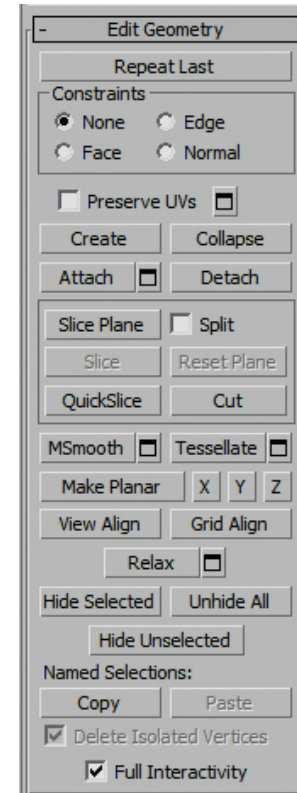 - Edit Geometry
Repeat Last
Constraints
None Edge
Face Normal
Preserve UVs
Create Collapse
Attach Detach
Slice Plane Split
Slice Reset Plane
QuickSlice Cut
MSmooth Tessellate
Make Planar X Y Z
View Align Grid Align
Relax
Hide Selected Unhide All
Hide Unselected
Named Selections:
Copy Paste
Delete Isolated Vertices
Full Interactivity